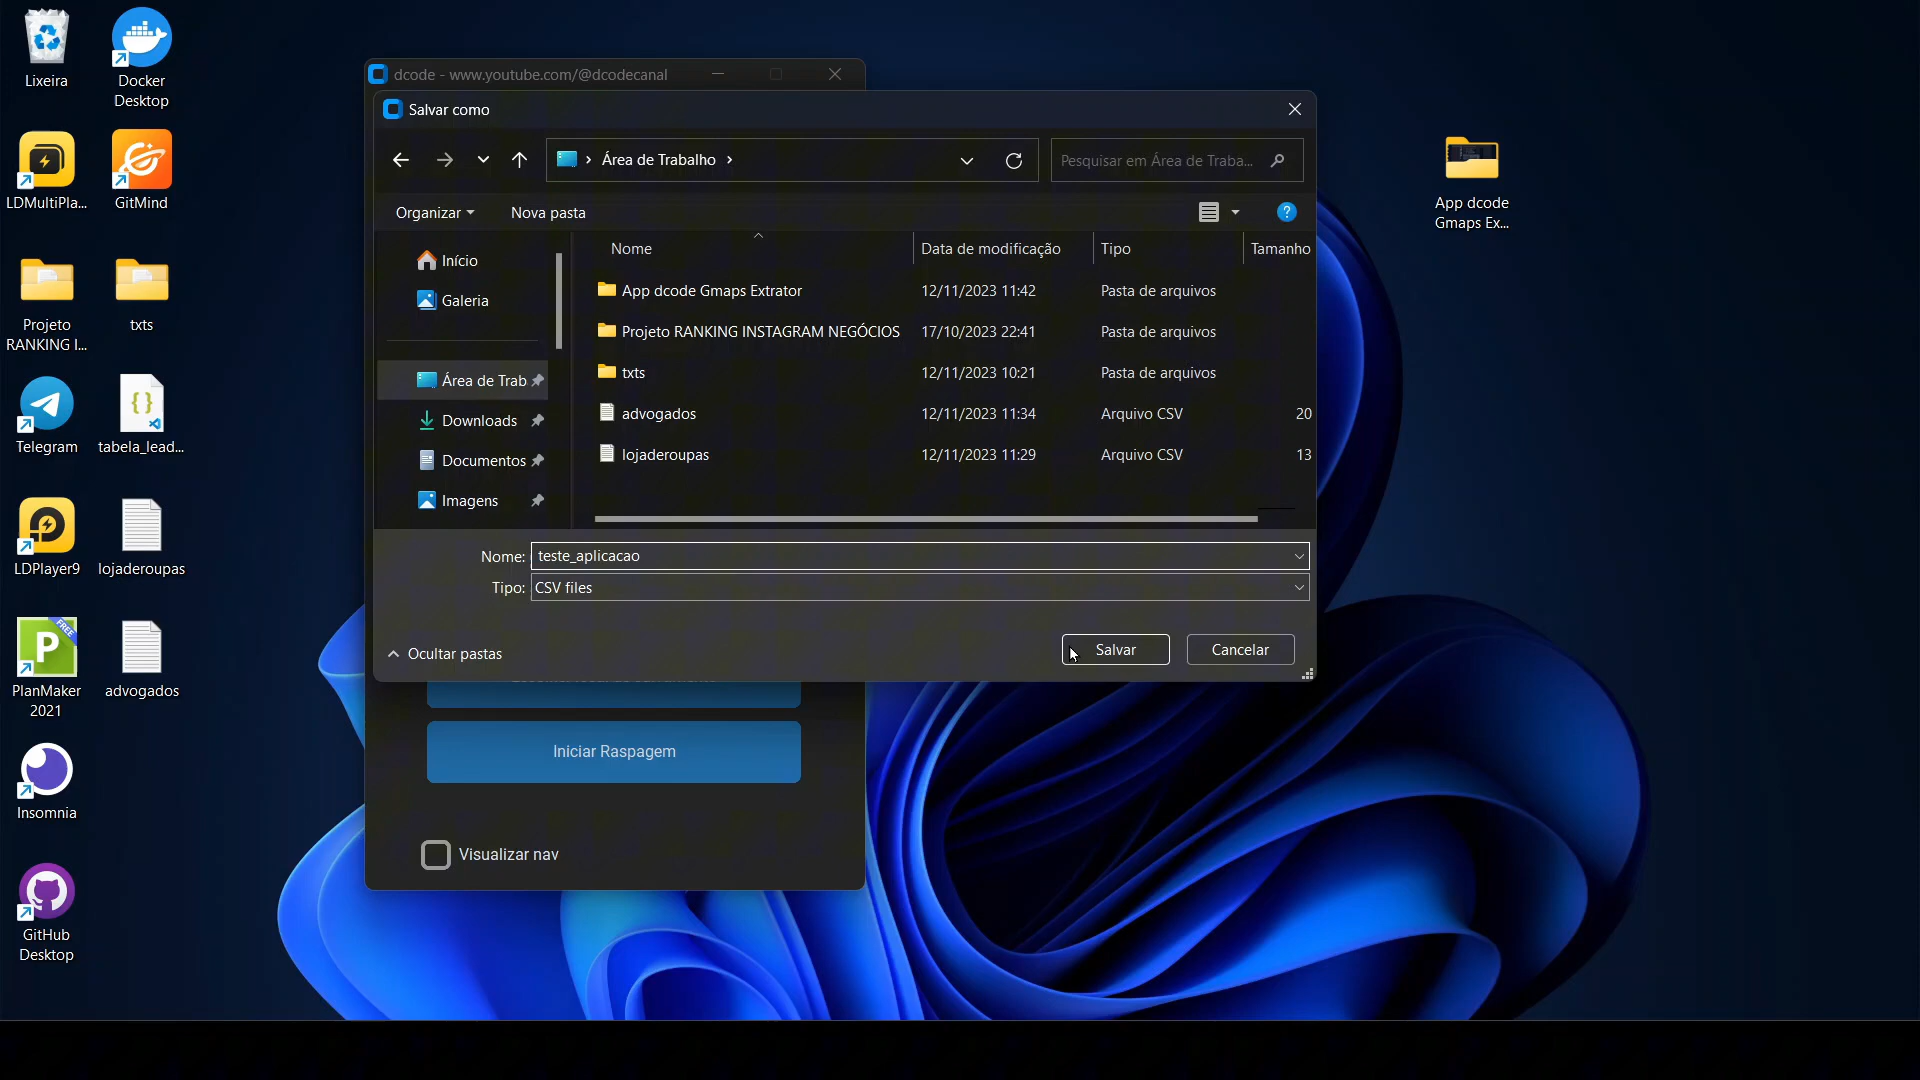 Lixeira
Docker
Desktop
LDMultiPla...
GitMind
Projeto
RANKING I...
txts
Telegram
tabela_lead...
LDPlayer9
lojaderoupas
FREE
PlanMaker
2021
advogados
Insomnia
GitHub
Desktop
dcode - www.youtube.com/@dcodecanal
Salvar como
Área de Trabalho
Pesquisar em Área de Traba...
Organizar
Nova pasta
Início
Galeria
Área de Trab
Downloads
Documentos
Imagens
Nome Data de modificação Tipo Tamanho
App dcode Gmaps Extrator 12/11/2023 11:42 Pasta de arquivos
Projeto RANKING INSTAGRAM NEGÓCIOS 17/10/2023 22:41 Pasta de arquivos
txts 12/11/2023 10:21 Pasta de arquivos
advogados 12/11/2023 11:34 Arquivo CSV 20
lojaderoupas 12/11/2023 11:29 Arquivo CSV 13
Nome: teste_aplicacao
Tipo: CSV files
Ocultar pastas
Salvar
Cancelar
Iniciar Raspagem
Visualizar nav
App dcode
Gmaps Ex...